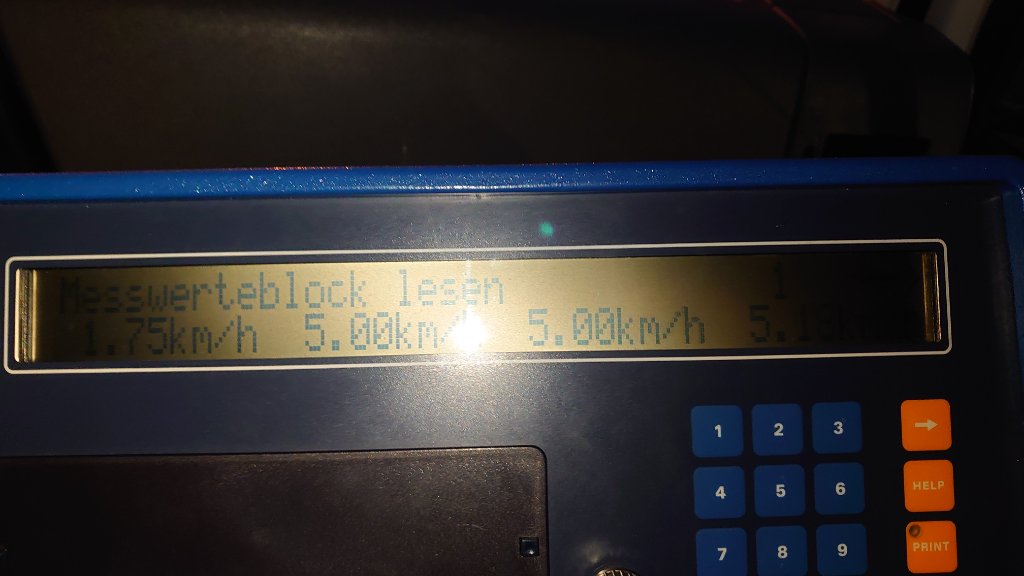 Messwerteblock lesen 1
1.75km/h 5.00km/h 5.00km/h
1 2 3 →
4 5 6 HELP
7 8 9 PRINT